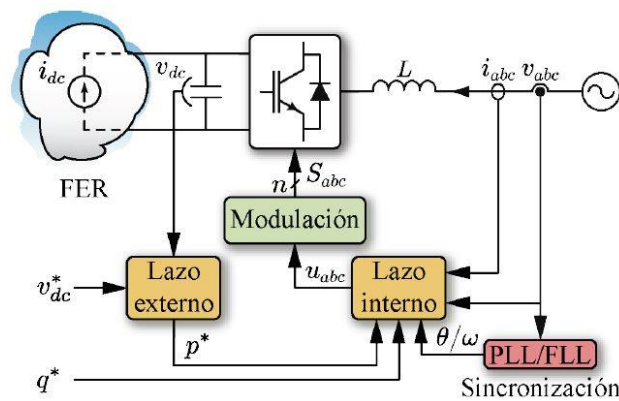 i_dc
v_dc
L
i_abc
v_abc
FER
n
S_abc
Modulación
v*_dc
Lazo
externo
u_abc
Lazo
interno
θ/ω
PLL/FLL
p*
q*
Sincronización